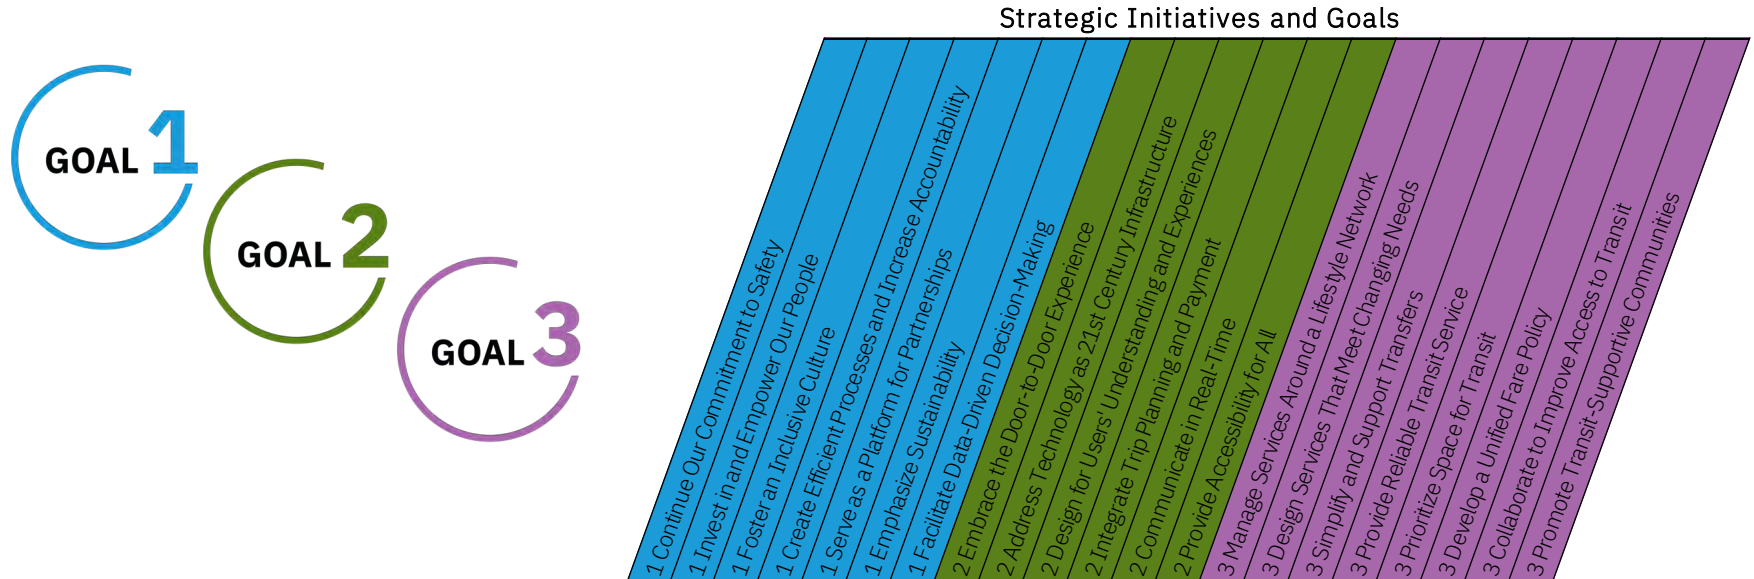 Strategic Initiatives and Goals
GOAL 1
GOAL 2
GOAL 3
1 Continue Our Commitment to Safety
1 Invest in and Empower Our People
1 Foster an Inclusive Culture
1 Create Efficient Processes and Increase Accountability
1 Serve as a Platform for Partnerships
1 Emphasize Sustainability
1 Facilitate Data-Driven Decision-Making
2 Embrace the Door-to-Door Experience
2 Address Technology as 21st Century Infrastructure
2 Design for Users' Understanding and Experiences
2 Integrate Trip Planning and Payment
2 Communicate in Real-Time
2 Provide Accessibility for All
3 Manage Services Around a Lifestyle Network
3 Design Services That Meet Changing Needs
3 Simplify and Support Transfers
3 Provide Reliable Transit Service
3 Prioritize Space for Transit
3 Develop a Unified Fare Policy
3 Collaborate to Improve Access to Transit
3 Promote Transit-Supportive Communities